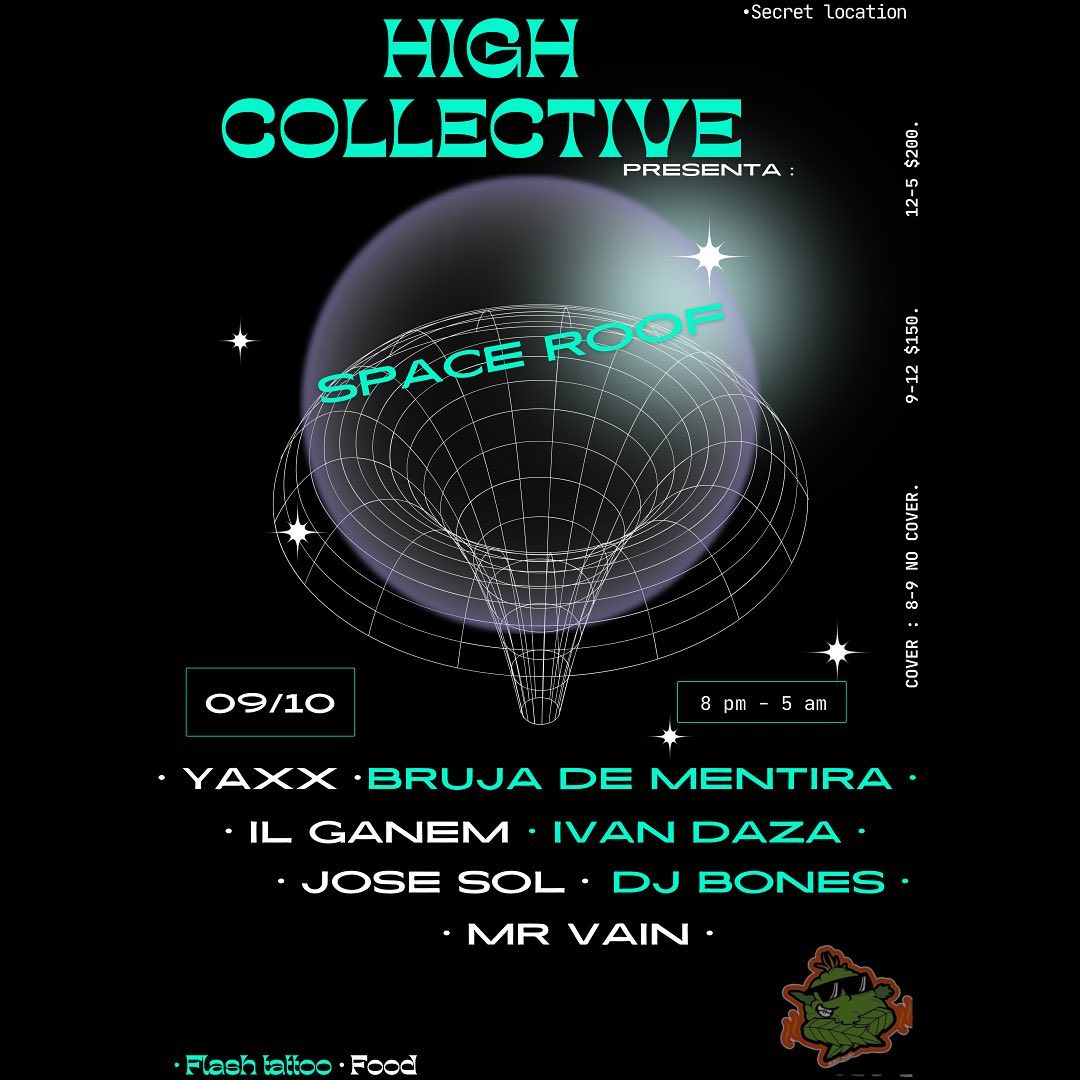 •Secret location
HIGH
COLLECTIVE
PRESENTA :
SPACE ROOF
12-5 $200.
9-12 $150.
COVER : 8-9 NO COVER.
09/10
8 pm - 5 am
· YAXX · BRUJA DE MENTIRA ·
· IL GANEM · IVAN DAZA ·
· JOSE SOL · DJ BONES ·
· MR VAIN ·
· Flash tattoo · Food